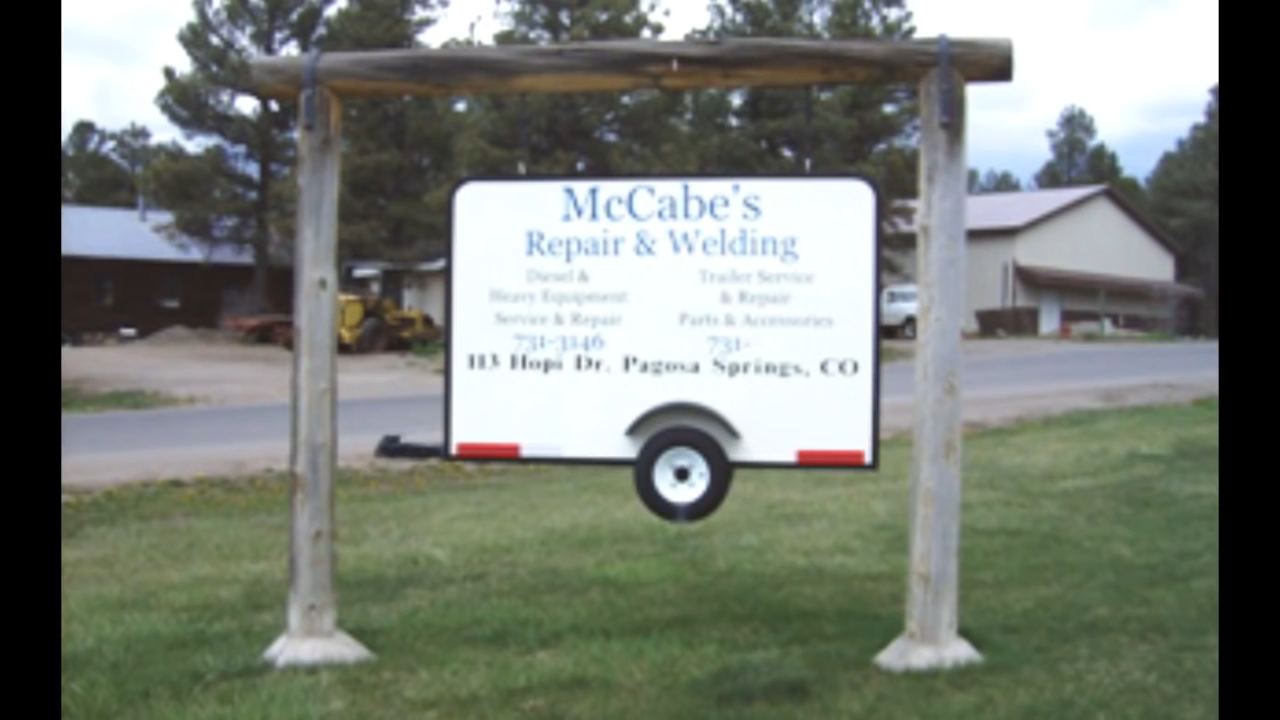 McCabe's
Repair & Welding
Diesel &
Heavy Equipment
Service & Repair
731-3146
Trailer Service
& Repair
Parts & Accessories
731-
113 Hopi Dr. Pagosa Springs, CO